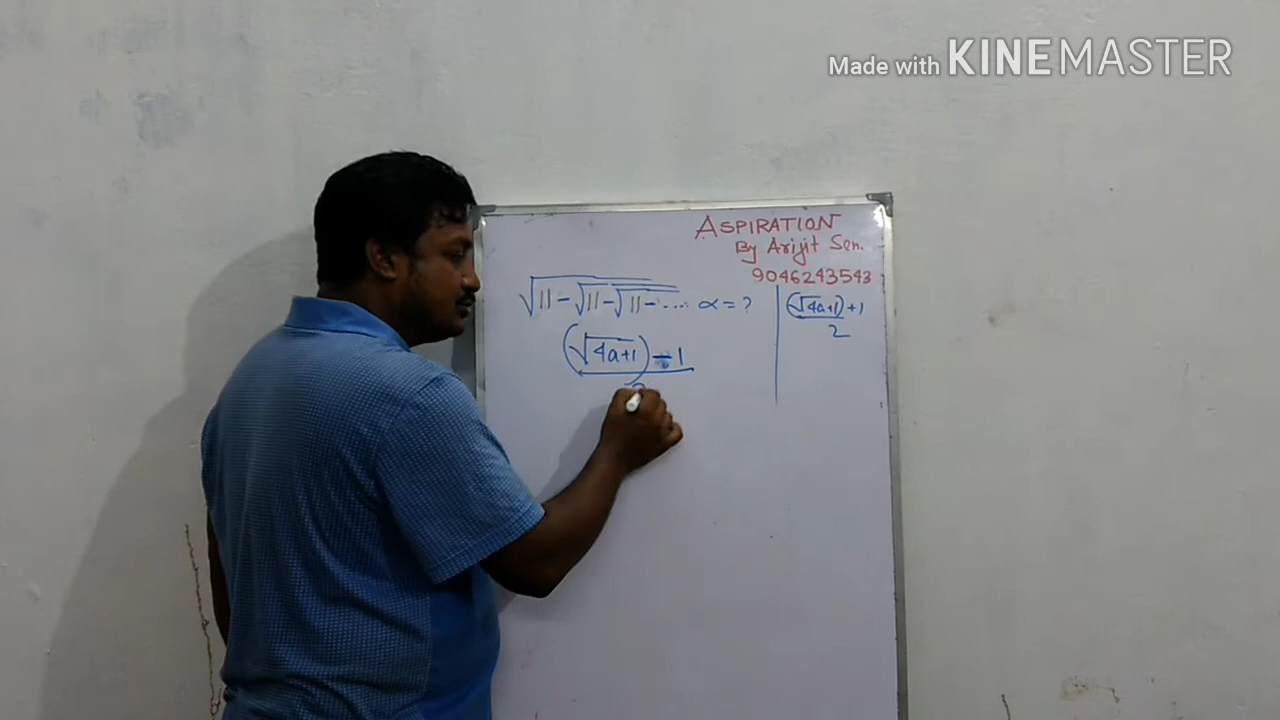 Made with KINEMASTER
ASPIRATION
By Arijit Sen.
9046243543
√11-√11-√11-.... ∝ = ?
(√4a+1) - 1
(√4a+1) + 1
2